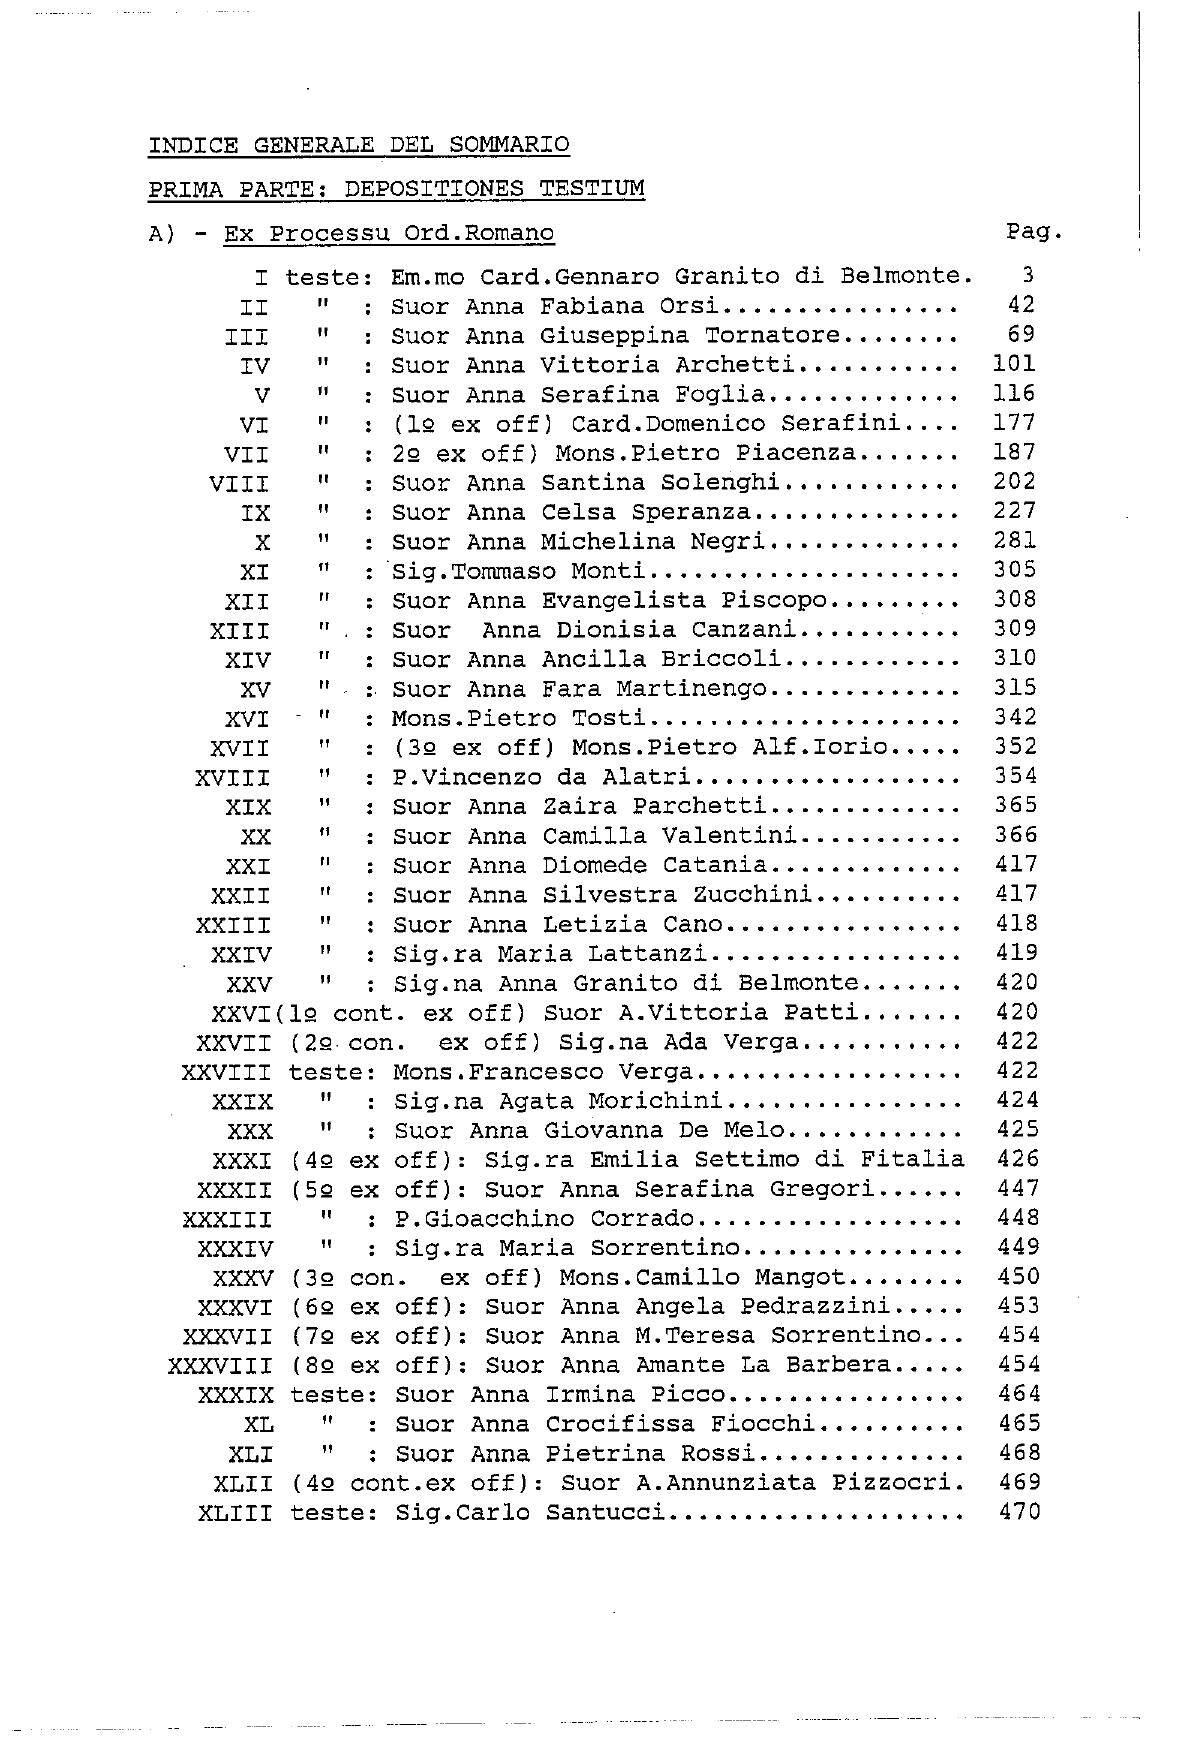 INDICE GENERALE DEL SOMMARIO
PRIMA PARTE: DEPOSITIONES TESTIUM
A) - Ex Processu Ord.Romano Pag.
I teste: Em.mo Card.Gennaro Granito di Belmonte. 3
II " : Suor Anna Fabiana Orsi................ 42
III " : Suor Anna Giuseppina Tornatore........ 69
IV " : Suor Anna Vittoria Archetti........... 101
V " : Suor Anna Serafina Foglia............. 116
VI " : (1º ex off) Card.Domenico Serafini.... 177
VII " : 2º ex off) Mons.Pietro Piacenza....... 187
VIII " : Suor Anna Santina Solenghi............ 202
IX " : Suor Anna Celsa Speranza.............. 227
X " : Suor Anna Michelina Negri............. 281
XI " : Sig.Tommaso Monti..................... 305
XII " : Suor Anna Evangelista Piscopo......... 308
XIII " : Suor Anna Dionisia Canzani........... 309
XIV " : Suor Anna Ancilla Briccoli............ 310
XV " : Suor Anna Fara Martinengo............. 315
XVI " : Mons.Pietro Tosti..................... 342
XVII " : (3º ex off) Mons.Pietro Alf.Iorio..... 352
XVIII " : P.Vincenzo da Alatri.................. 354
XIX " : Suor Anna Zaira Parchetti............. 365
XX " : Suor Anna Camilla Valentini........... 366
XXI " : Suor Anna Diomede Catania............. 417
XXII " : Suor Anna Silvestra Zucchini.......... 417
XXIII " : Suor Anna Letizia Cano................ 418
XXIV " : Sig.ra Maria Lattanzi................. 419
XXV " : Sig.na Anna Granito di Belmonte....... 420
XXVI(1º cont. ex off) Suor A.Vittoria Patti....... 420
XXVII (2º con. ex off) Sig.na Ada Verga........... 422
XXVIII teste: Mons.Francesco Verga.................. 422
XXIX " : Sig.na Agata Morichini................ 424
XXX " : Suor Anna Giovanna De Melo............ 425
XXXI (4º ex off): Sig.ra Emilia Settimo di Fitalia 426
XXXII (5º ex off): Suor Anna Serafina Gregori...... 447
XXXIII " : P.Gioacchino Corrado.................. 448
XXXIV " : Sig.ra Maria Sorrentino............... 449
XXXV (3º con. ex off) Mons.Camillo Mangot........ 450
XXXVI (6º ex off): Suor Anna Angela Pedrazzini..... 453
XXXVII (7º ex off): Suor Anna M.Teresa Sorrentino... 454
XXXVIII (8º ex off): Suor Anna Amante La Barbera..... 454
XXXIX teste: Suor Anna Irmina Picco................ 464
XL " : Suor Anna Crocifissa Fiocchi.......... 465
XLI " : Suor Anna Pietrina Rossi.............. 468
XLII (4º cont.ex off): Suor A.Annunziata Pizzocri. 469
XLIII teste: Sig.Carlo Santucci.................... 470